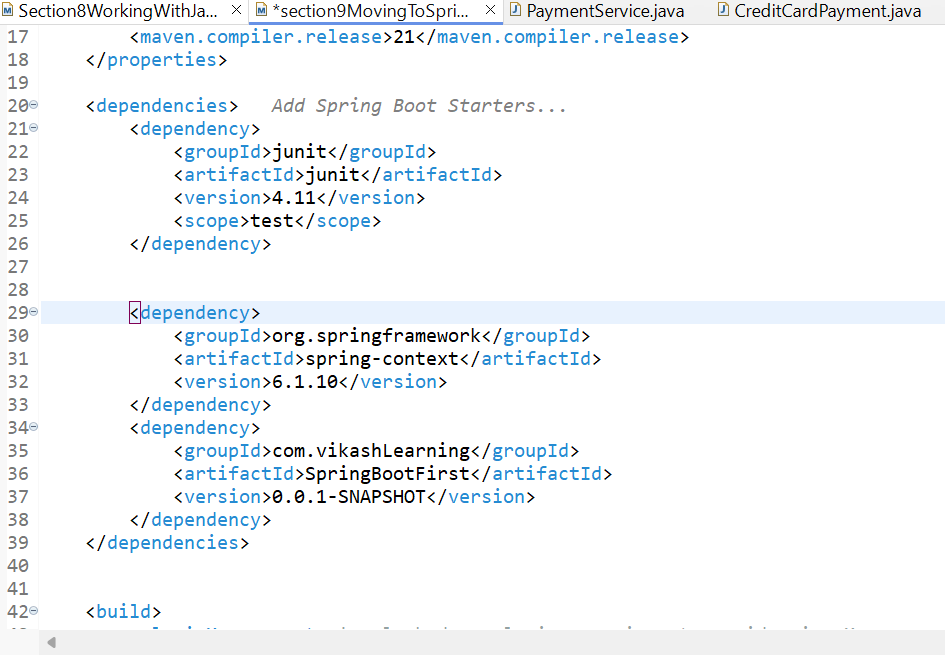 Section8WorkingWithJa... *section9MovingToSpri... PaymentService.java CreditCardPayment.java
17 <maven.compiler.release>21</maven.compiler.release>
18 </properties>
19
20 <dependencies> Add Spring Boot Starters...
21 <dependency>
22 <groupId>junit</groupId>
23 <artifactId>junit</artifactId>
24 <version>4.11</version>
25 <scope>test</scope>
26 </dependency>
27
28
29 <dependency>
30 <groupId>org.springframework</groupId>
31 <artifactId>spring-context</artifactId>
32 <version>6.1.10</version>
33 </dependency>
34 <dependency>
35 <groupId>com.vikashLearning</groupId>
36 <artifactId>SpringBootFirst</artifactId>
37 <version>0.0.1-SNAPSHOT</version>
38 </dependency>
39 </dependencies>
40
41
42 <build>